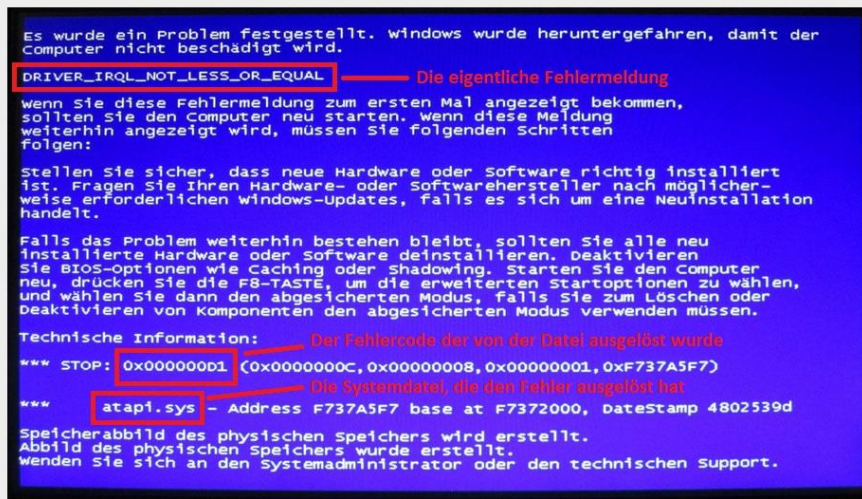 Es wurde ein Problem festgestellt. Windows wurde heruntergefahren, damit der
Computer nicht beschädigt wird.
DRIVER_IRQL_NOT_LESS_OR_EQUAL Die eigentliche Fehlermeldung
Wenn Sie diese Fehlermeldung zum ersten Mal angezeigt bekommen,
sollten Sie den Computer neu starten. Wenn diese Meldung
weiterhin angezeigt wird, müssen Sie folgenden Schritten
folgen:
Stellen Sie sicher, dass neue Hardware oder Software richtig installiert
ist. Fragen Sie Ihren Hardware- oder Softwarehersteller nach möglicher-
weise erforderlichen Windows-Updates, falls es sich um eine Neuinstallation
handelt.
Falls das Problem weiterhin bestehen bleibt, sollten Sie alle neu
installierte Hardware oder Software deinstallieren. Deaktivieren
Sie BIOS-Optionen wie Caching oder Shadowing. Starten Sie den Computer
neu, drücken Sie die F8-TASTE, um die erweiterten Startoptionen zu wählen,
und wählen Sie dann den abgesicherten Modus, falls Sie zum Löschen oder
Deaktivieren von Komponenten den abgesicherten Modus verwenden müssen.
Technische Information:
Der Fehlercode der von der Datei ausgelöst wurde
*** STOP: 0x000000D1 (0x0000000C,0x00000008,0x00000001,0xF737A5F7)
Die Systemdatei, die den Fehler ausgelöst hat
*** atapi.sys - Address F737A5F7 base at F7372000, DateStamp 4802539d
Speicherabbild des physischen Speichers wird erstellt.
Abbild des physischen Speichers wurde erstellt.
Wenden Sie sich an den Systemadministrator oder den technischen Support.